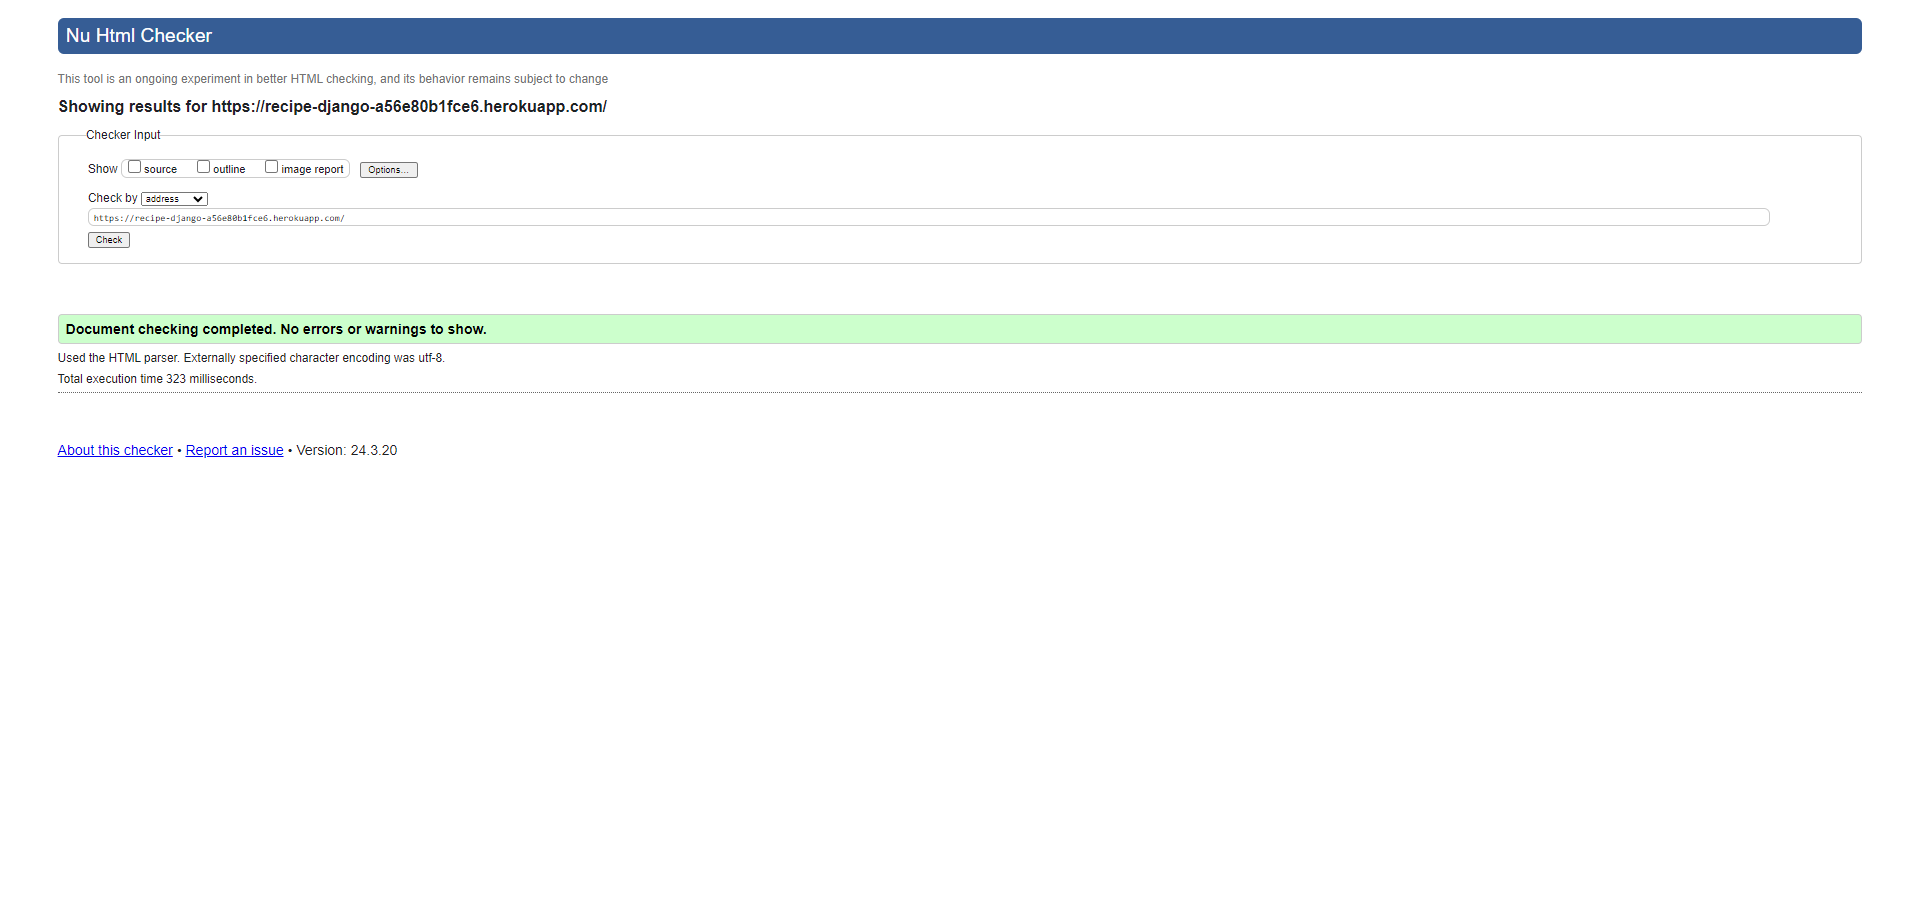 Nu Html Checker
This tool is an ongoing experiment in better HTML checking, and its behavior remains subject to change
Showing results for https://recipe-django-a56e80b1fce6.herokuapp.com/
Checker Input
Show source outline image report Options...
Check by address
https://recipe-django-a56e80b1fce6.herokuapp.com/
Check
Document checking completed. No errors or warnings to show.
Used the HTML parser. Externally specified character encoding was utf-8.
Total execution time 323 milliseconds.
About this checker • Report an issue • Version: 24.3.20